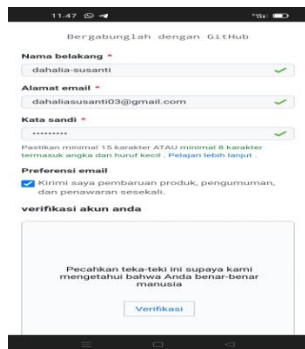 11.47
Bergabunglah dengan GitHub
Nama belakang *
dahalia-susanti
Alamat email *
dahaliasusanti03@gmail.com
Kata sandi *
•••••••••
Pastikan minimal 15 karakter ATAU minimal 8 karakter
termasuk angka dan huruf kecil . Pelajari lebih lanjut .
Preferensi email
Kirimi saya pembaruan produk, pengumuman,
dan penawaran sesekali.
verifikasi akun anda
Pecahkan teka-teki ini supaya kami
mengetahui bahwa Anda benar-benar
manusia
Verifikasi